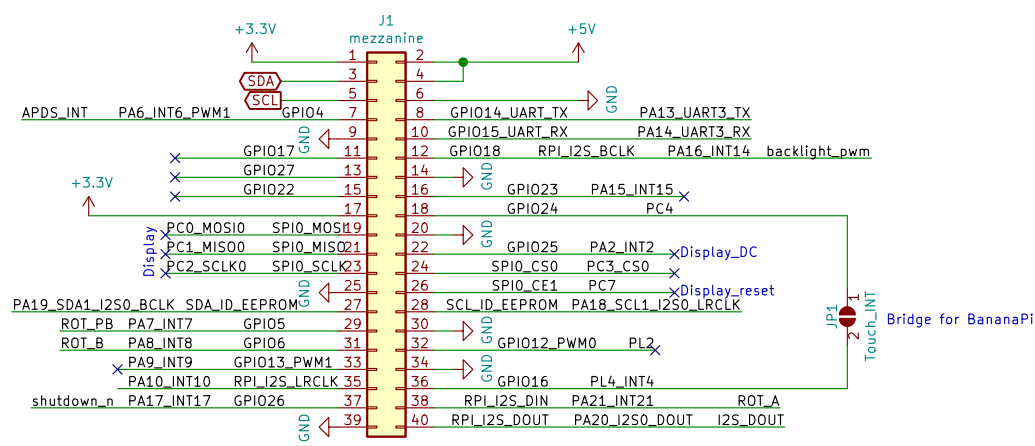 J1
mezzanine
+3.3V
+5V
1
2
SDA
3
4
SCL
5
6
GND
APDS_INT PA6_INT6_PWM1 GPIO4 7
8 GPIO14_UART_TX PA13_UART3_TX
GND
9
10 GPIO15_UART_RX PA14_UART3_RX
GPIO17 11
12 GPIO18 RPI_I2S_BCLK PA16_INT14 backlight_pwm
GPIO27 13
14
GND
+3.3V
GPIO22 15
16 GPIO23 PA15_INT15
17
18 GPIO24 PC4
Display
PC0_MOSI0 SPI0_MOSI 19
20
GND
PC1_MISO0 SPI0_MISO 21
22 GPIO25 PA2_INT2 Display_DC
PC2_SCLK0 SPI0_SCLK 23
24 SPI0_CS0 PC3_CS0
GND
25
26 SPI0_CE1 PC7 Display_reset
PA19_SDA1_I2S0_BCLK SDA_ID_EEPROM 27
28 SCL_ID_EEPROM PA18_SCL1_I2S0_LRCLK
ROT_PB PA7_INT7 GPIO5 29
30
GND
JP1
1
2
Touch_INT
Bridge for BananaPi
ROT_B PA8_INT8 GPIO6 31
32 GPIO12_PWM0 PL2
PA9_INT9 GPIO13_PWM1 33
34
GND
PA10_INT10 RPI_I2S_LRCLK 35
36 GPIO16 PL4_INT4
shutdown_n PA17_INT17 GPIO26 37
38 RPI_I2S_DIN PA21_INT21 ROT_A
GND
39
40 RPI_I2S_DOUT PA20_I2S0_DOUT I2S_DOUT